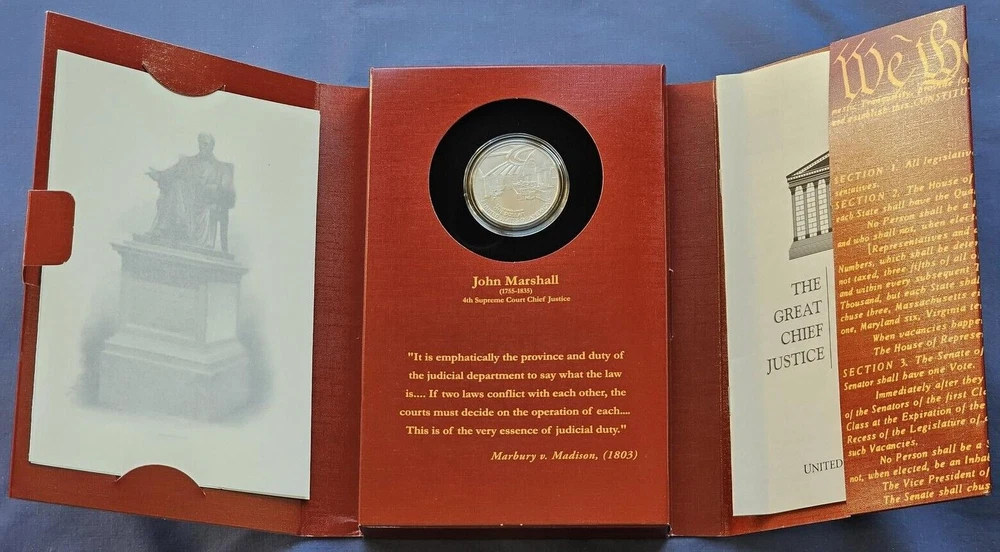 John Marshall
(1755-1835)
4th Supreme Court Chief Justice
"It is emphatically the province and duty of
the judicial department to say what the law
is.... If two laws conflict with each other, the
courts must decide on the operation of each....
This is of the very essence of judicial duty."
Marbury v. Madison, (1803)
THE
GREAT
CHIEF
JUSTICE
UNITED
We the
and establish this CONSTITU
SECTION 1. All legislativ
sentatives.
SECTION 2. The House of
each State shall have the Qua
No Person shall be a
and who shall not, when elect
[Representatives and
Numbers, which shall be deter
not taxed, three fifths of all o
and within every subsequent T
Thousand, but each State shal
chuse three, Massachusetts e
one, Maryland six, Virginia te
When vacancies happe
The House of Represe
SECTION 3. The Senate of
Senator shall have one Vote.
Immediately after they
of the Senators of the first Cl
Class at the Expiration of the
Recess of the Legislature of
such Vacancies.
No Person shall be a
not, when elected, be an Inhab
The Vice President of
The Senate shall chus